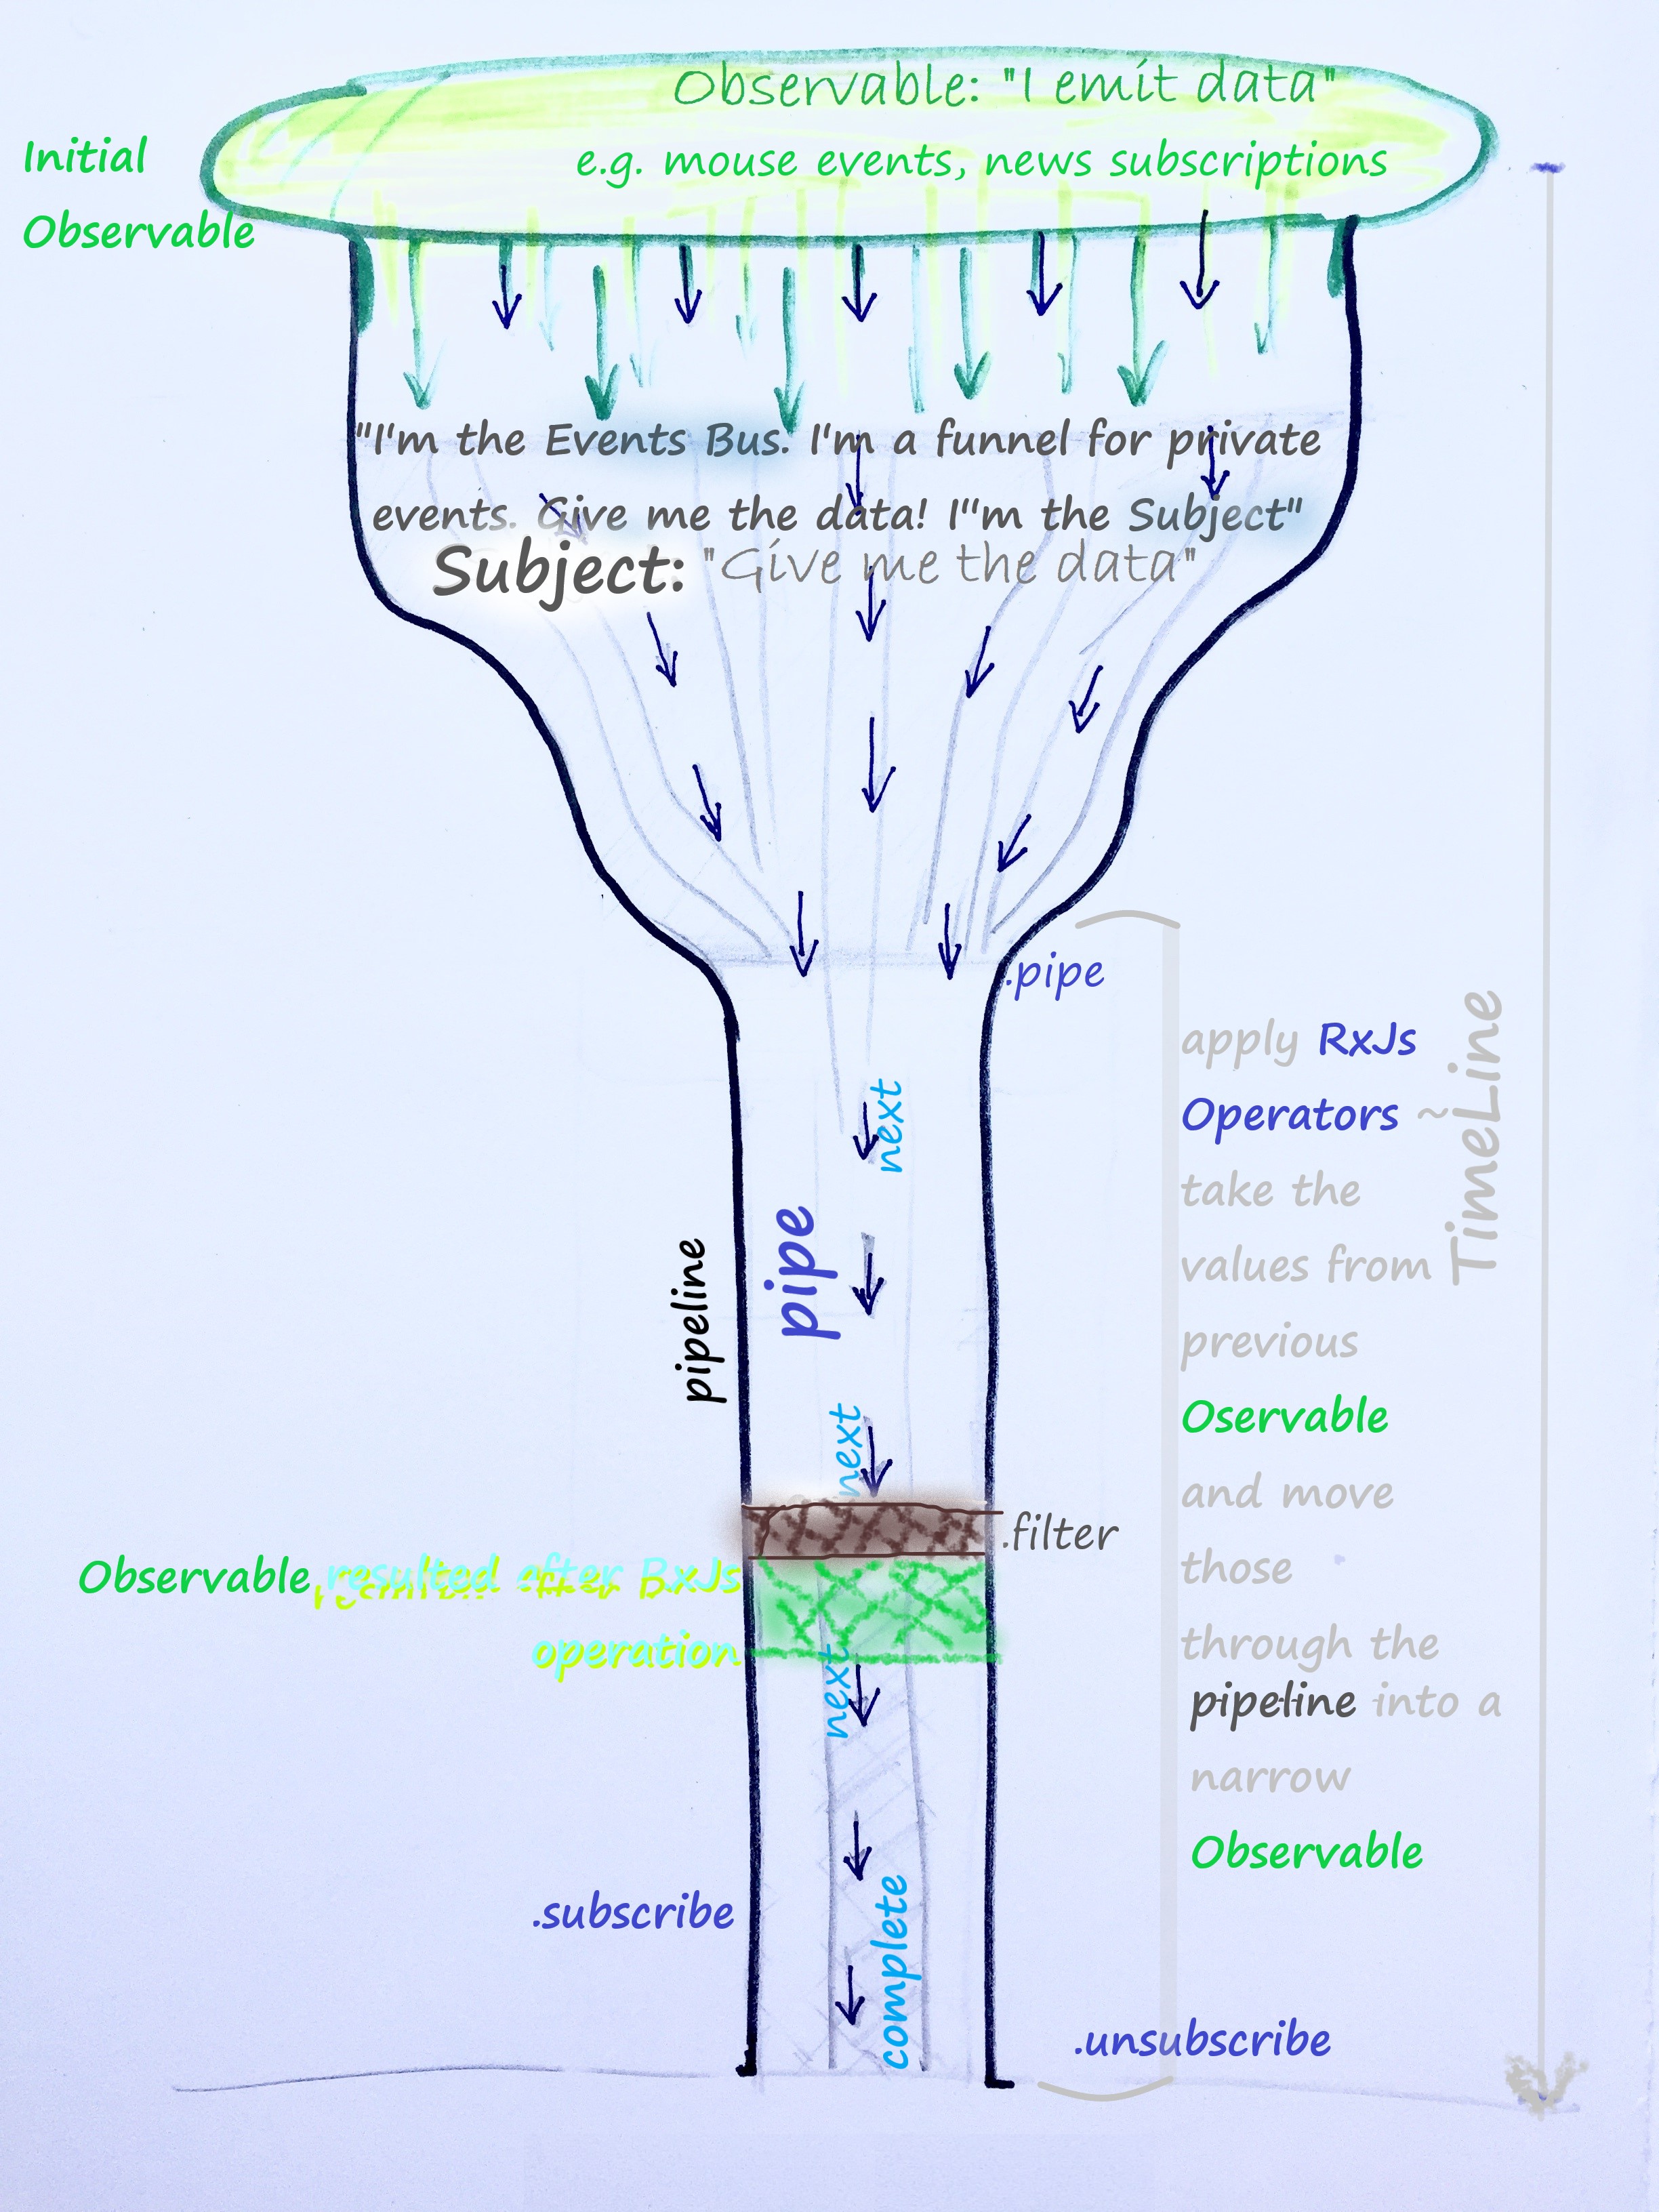 Observable: "I emit data"
e.g. mouse events, news subscriptions
Initial
Observable
"I'm the Events Bus. I'm a funnel for private
events. Give me the data! I"m the Subject"
Subject: "Give me the data"
.pipe
apply RxJs
Operators ~
take the
values from
previous
Oservable
and move
those
through the
pipeline into a
narrow
Observable
TimeLine
next
pipe
pipeline
next
.filter
Observable resulted after RxJs
operation
next
.subscribe
complete
.unsubscribe